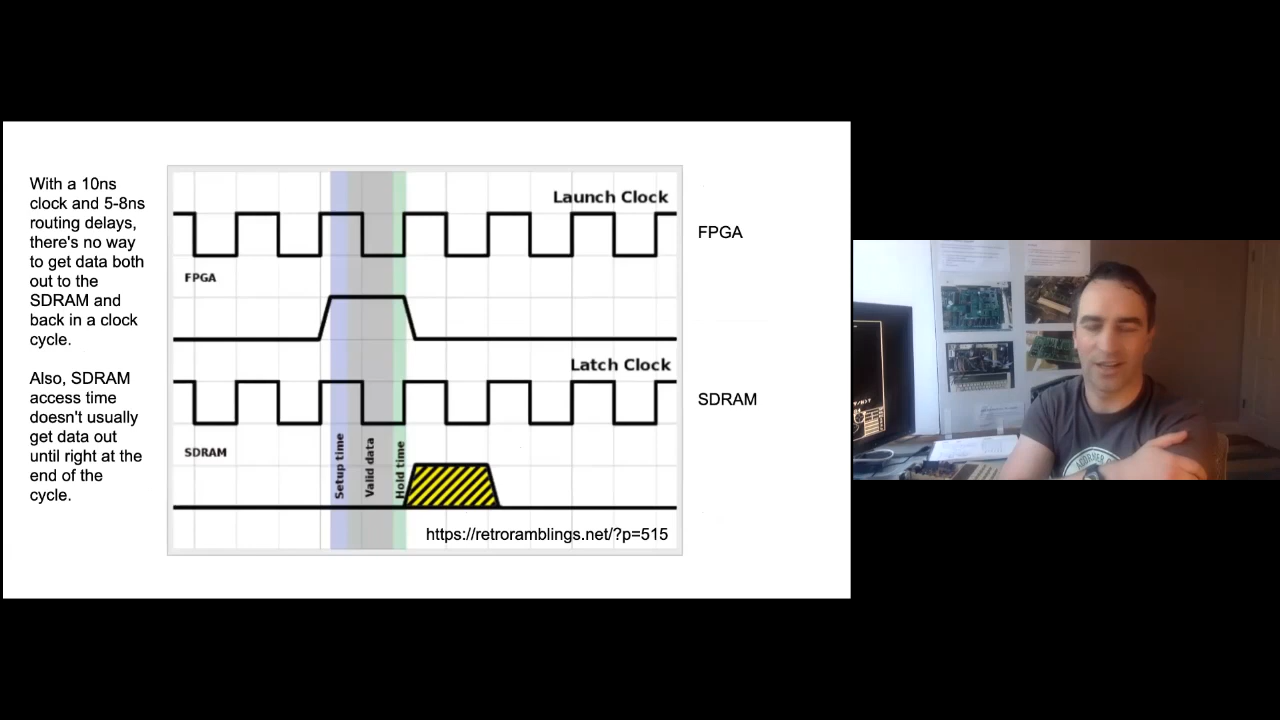 With a 10ns
clock and 5-8ns
routing delays,
there's no way
to get data both
out to the
SDRAM and
back in a clock
cycle.
Also, SDRAM
access time
doesn't usually
get data out
until right at the
end of the
cycle.
Launch Clock
FPGA
FPGA
Latch Clock
SDRAM
SDRAM
Setup time
Valid data
Hold time
https://retroramblings.net/?p=515